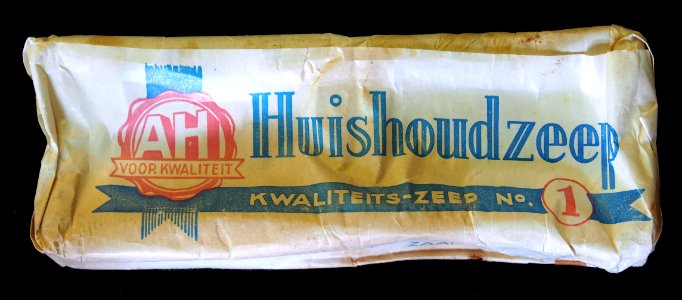 AH
VOOR KWALITEIT
Huishoudzeep
KWALITEITS-ZEEP No. 1